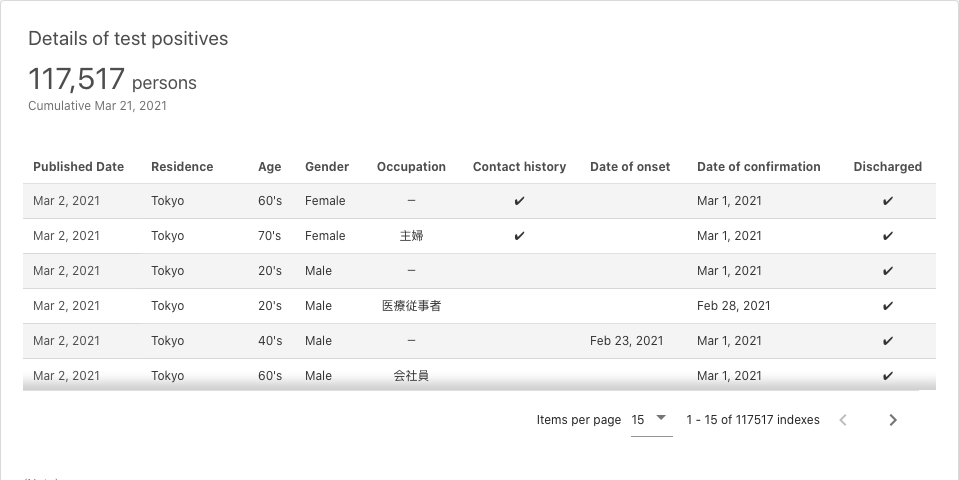 Details of test positives
117,517 persons
Cumulative Mar 21, 2021
Published Date Residence Age Gender Occupation Contact history Date of onset Date of confirmation Discharged
Mar 2, 2021 Tokyo 60's Female – ✔ Mar 1, 2021 ✔
Mar 2, 2021 Tokyo 70's Female 主婦 ✔ Mar 1, 2021 ✔
Mar 2, 2021 Tokyo 20's Male – Mar 1, 2021 ✔
Mar 2, 2021 Tokyo 20's Male 医療従事者 Feb 28, 2021 ✔
Mar 2, 2021 Tokyo 40's Male – Feb 23, 2021 Mar 1, 2021 ✔
Mar 2, 2021 Tokyo 60's Male 会社員 Mar 1, 2021 ✔
Items per page 15 1 - 15 of 117517 indexes